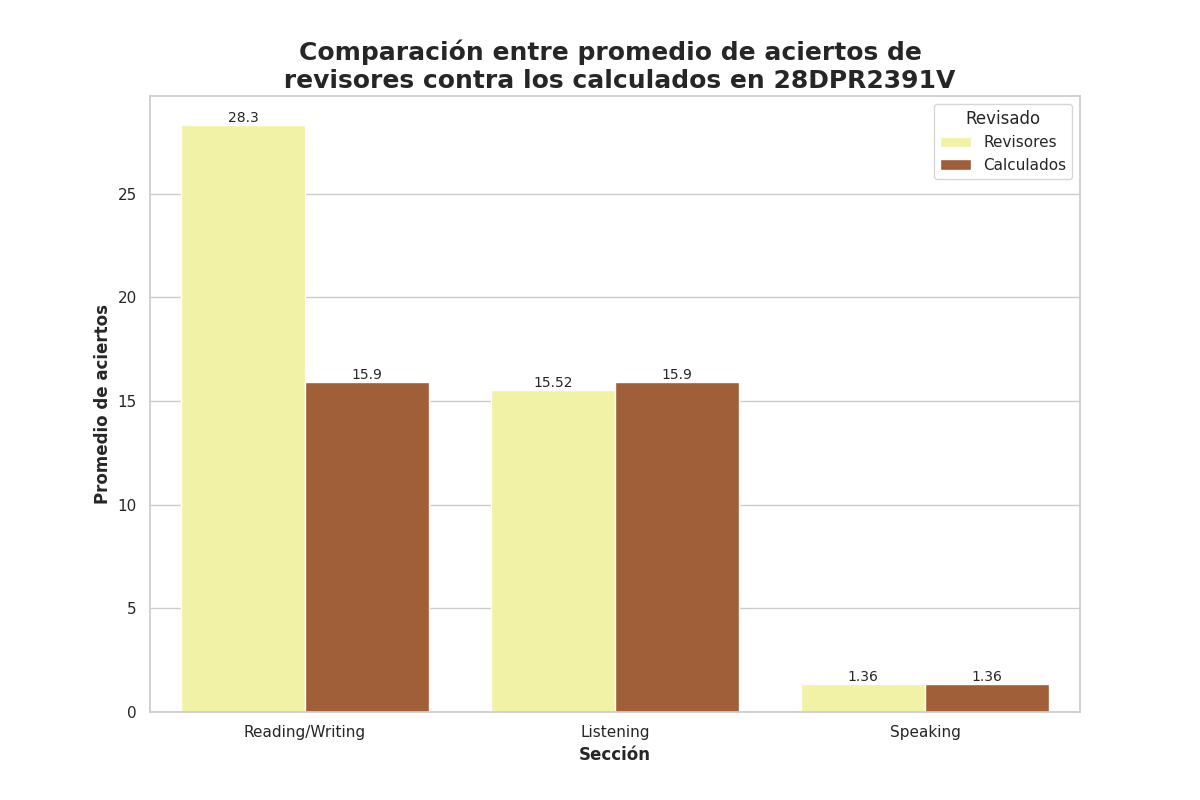 Comparación entre promedio de aciertos de
revisores contra los calculados en 28DPR2391V
Revisado
Revisores
Calculados
28.3
15.9
15.52
15.9
1.36
1.36
25
20
15
10
5
0
Promedio de aciertos
Reading/Writing
Listening
Speaking
Sección